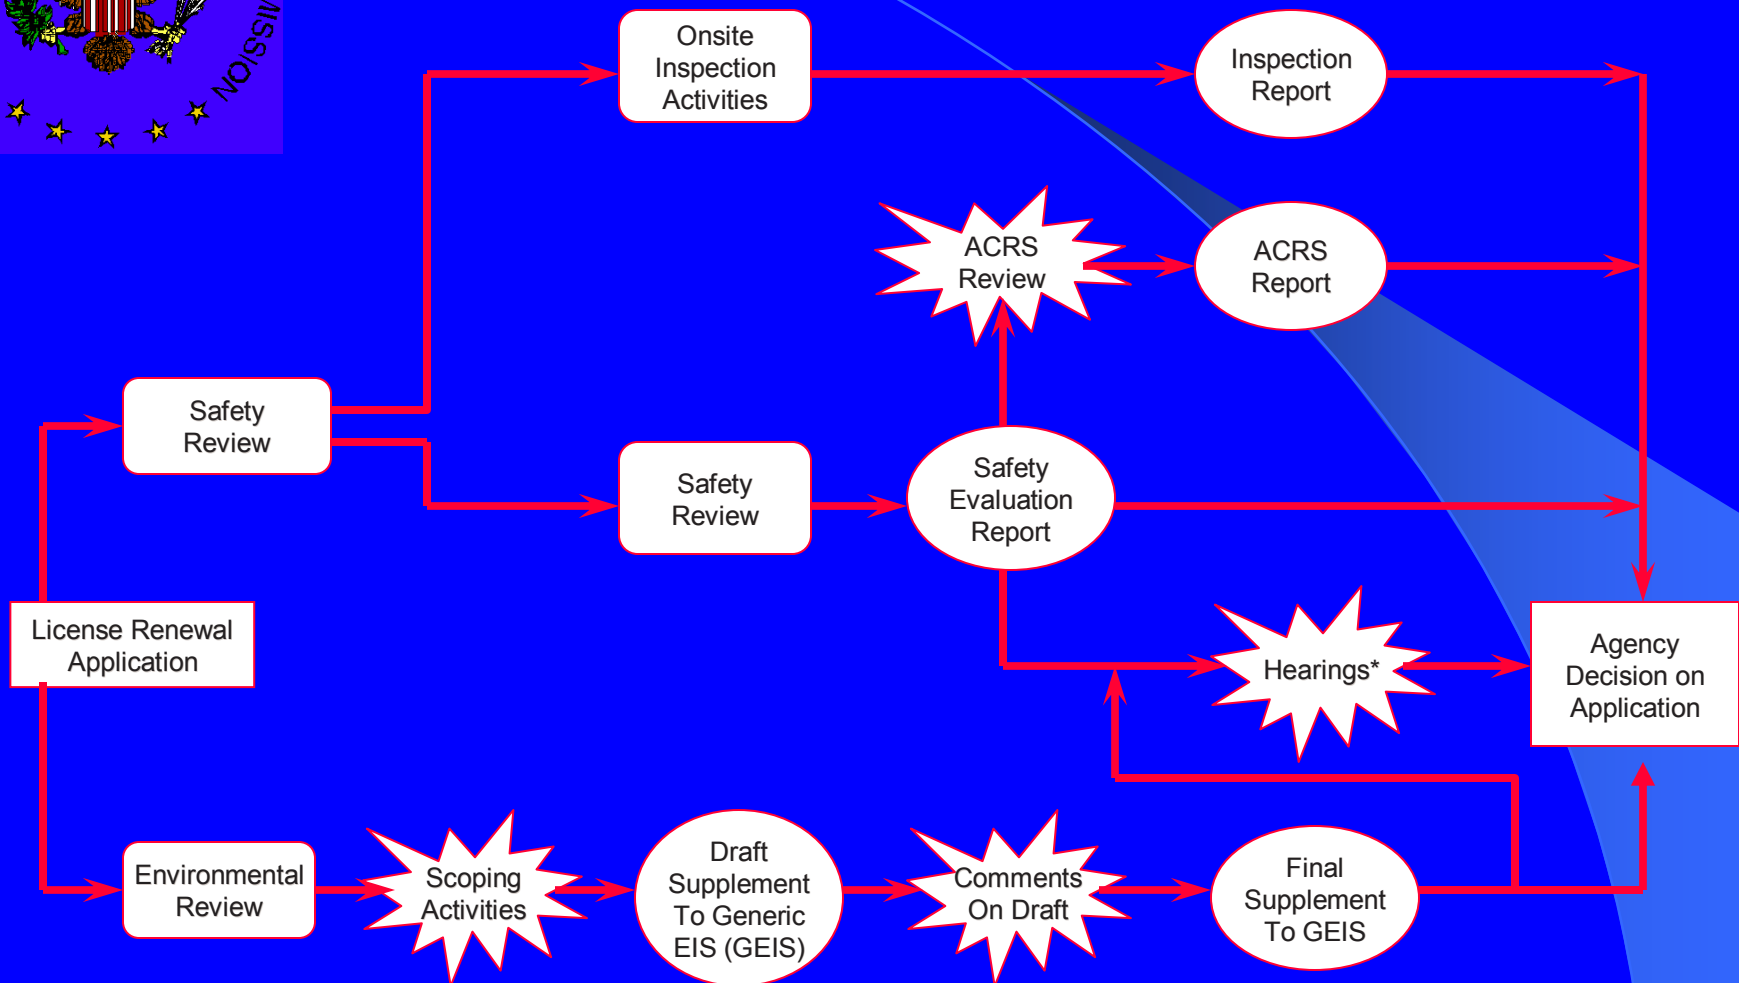 MISSION
Onsite
Inspection
Activities
Inspection
Report
ACRS
Review
ACRS
Report
Safety
Review
Safety
Review
Safety
Evaluation
Report
License Renewal
Application
Hearings*
Agency
Decision on
Application
Environmental
Review
Scoping
Activities
Draft
Supplement
To Generic
EIS (GEIS)
Comments
On Draft
Final
Supplement
To GEIS